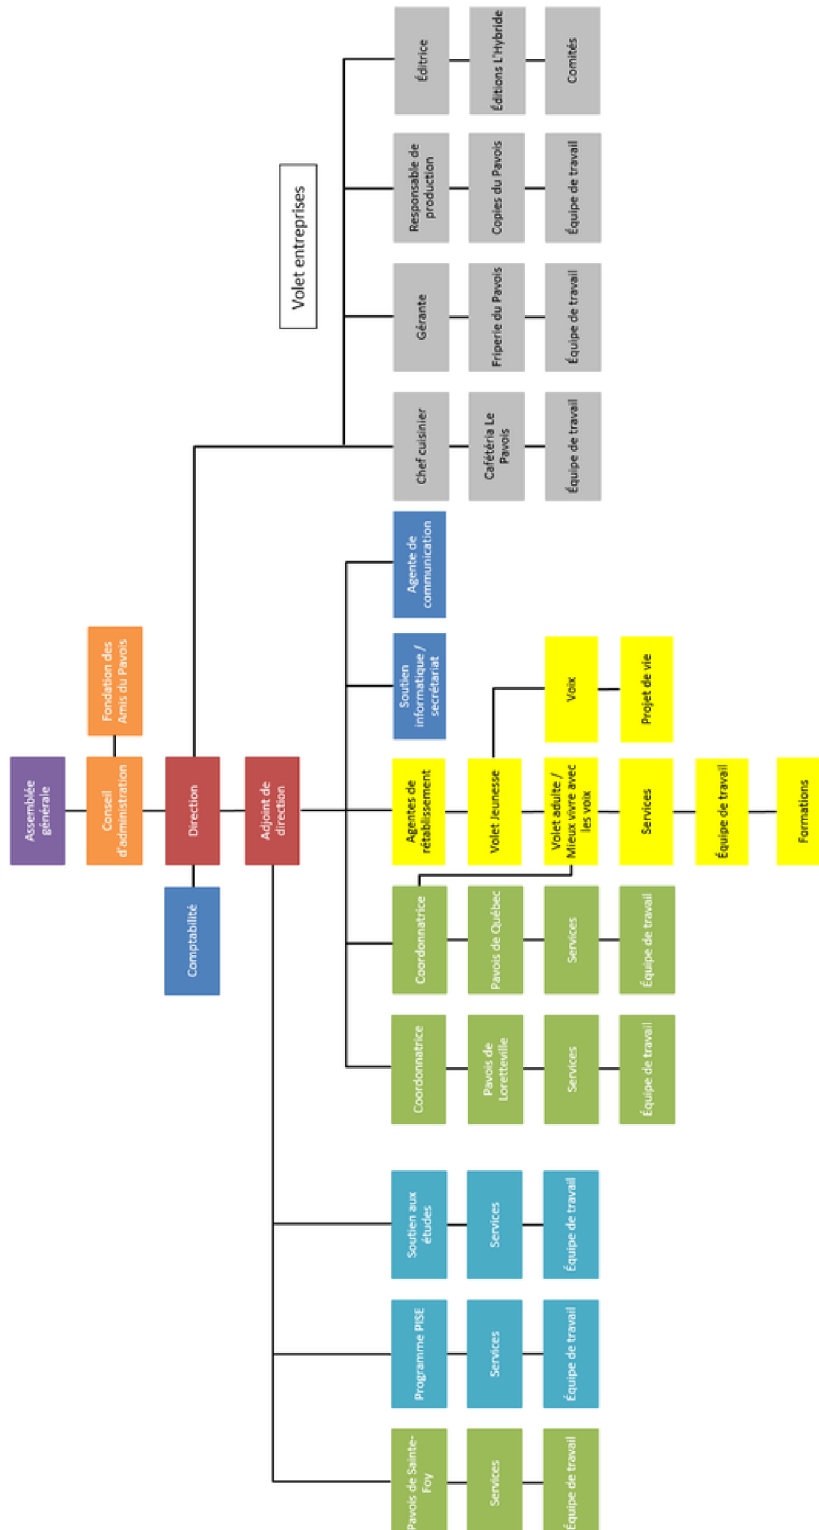 Assemblée
générale
Conseil
d'administration
Fondation des
Amis du Pavois
Comptabilité
Direction
Adjoint de
direction
Volet entreprises
Pavois de Sainte-
Foy
Programme PISE
Soutien aux
études
Coordonnatrice
Coordonnatrice
Agentes de
rétablissement
Soutien
informatique /
secrétariat
Agente de
communication
Chef cuisinier
Gérante
Responsable de
production
Éditrice
Services
Services
Services
Pavois de
Loretteville
Pavois de Québec
Volet Jeunesse
Cafétéria Le
Pavois
Friperie du Pavois
Copies du Pavois
Éditions L'Hybride
Équipe de travail
Équipe de travail
Équipe de travail
Services
Services
Volet adulte /
Mieux vivre avec
les voix
Voix
Équipe de travail
Équipe de travail
Équipe de travail
Comités
Équipe de travail
Équipe de travail
Services
Projet de vie
Équipe de travail
Formations